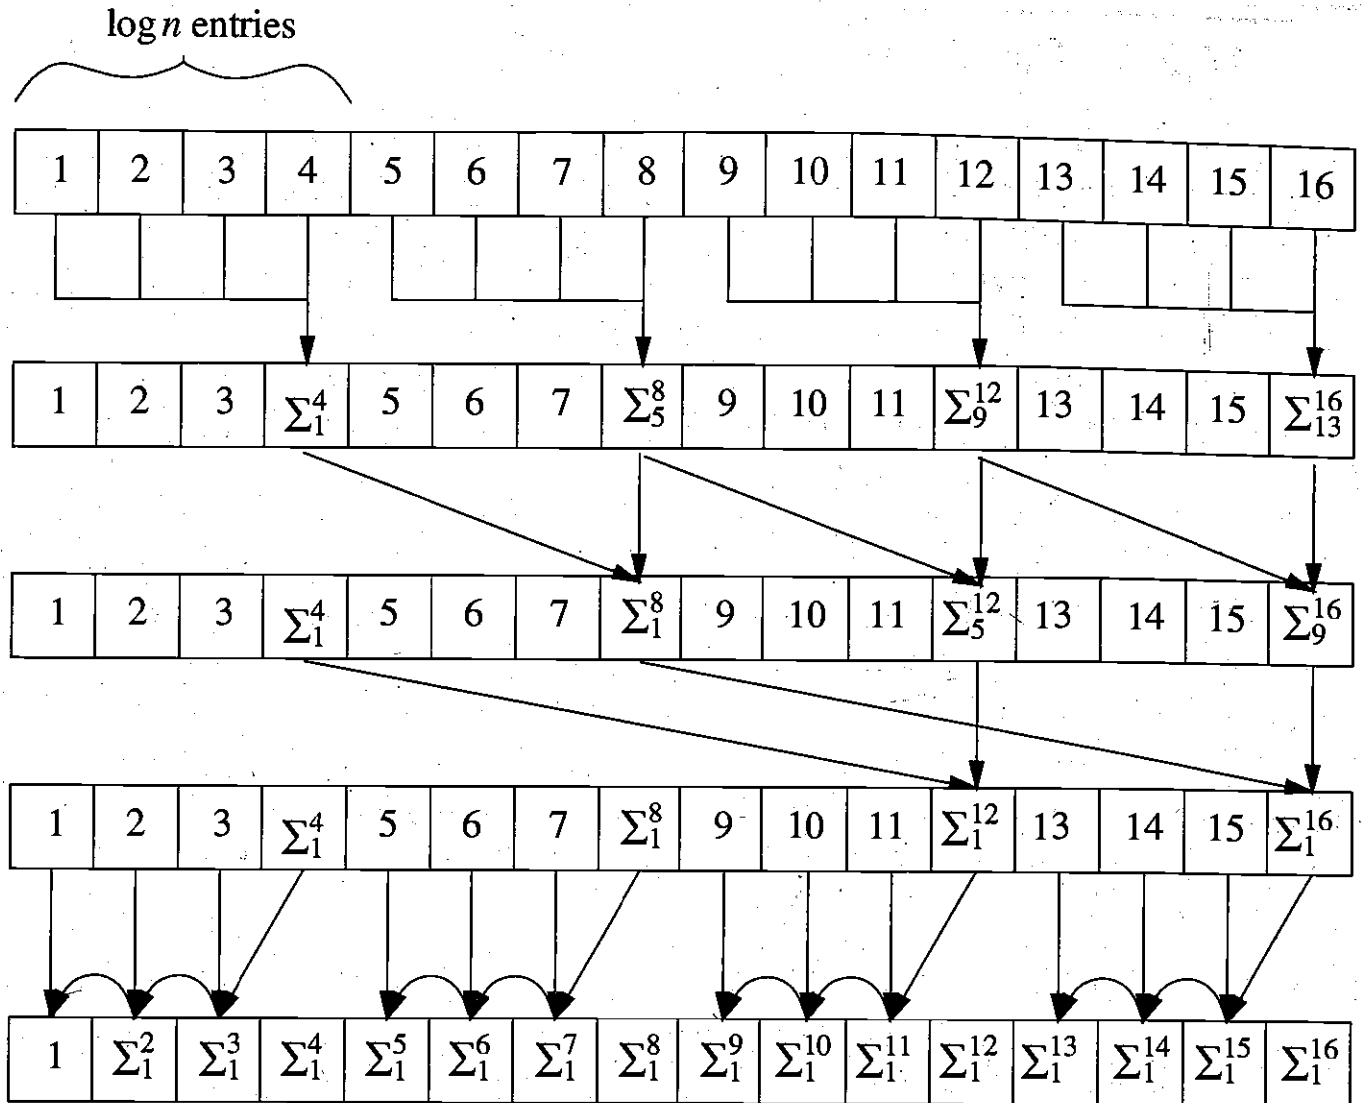 log n entries
1 2 3 4 5 6 7 8 9 10 11 12 13 14 15 16
1 2 3 Σ₁⁴ 5 6 7 Σ₅⁸ 9 10 11 Σ₉¹² 13 14 15 Σ₁₃¹⁶
1 2 3 Σ₁⁴ 5 6 7 Σ₁⁸ 9 10 11 Σ₅¹² 13 14 15 Σ₉¹⁶
1 2 3 Σ₁⁴ 5 6 7 Σ₁⁸ 9 10 11 Σ₁¹² 13 14 15 Σ₁¹⁶
1 Σ₁² Σ₁³ Σ₁⁴ Σ₁⁵ Σ₁⁶ Σ₁⁷ Σ₁⁸ Σ₁⁹ Σ₁¹⁰ Σ₁¹¹ Σ₁¹² Σ₁¹³ Σ₁¹⁴ Σ₁¹⁵ Σ₁¹⁶